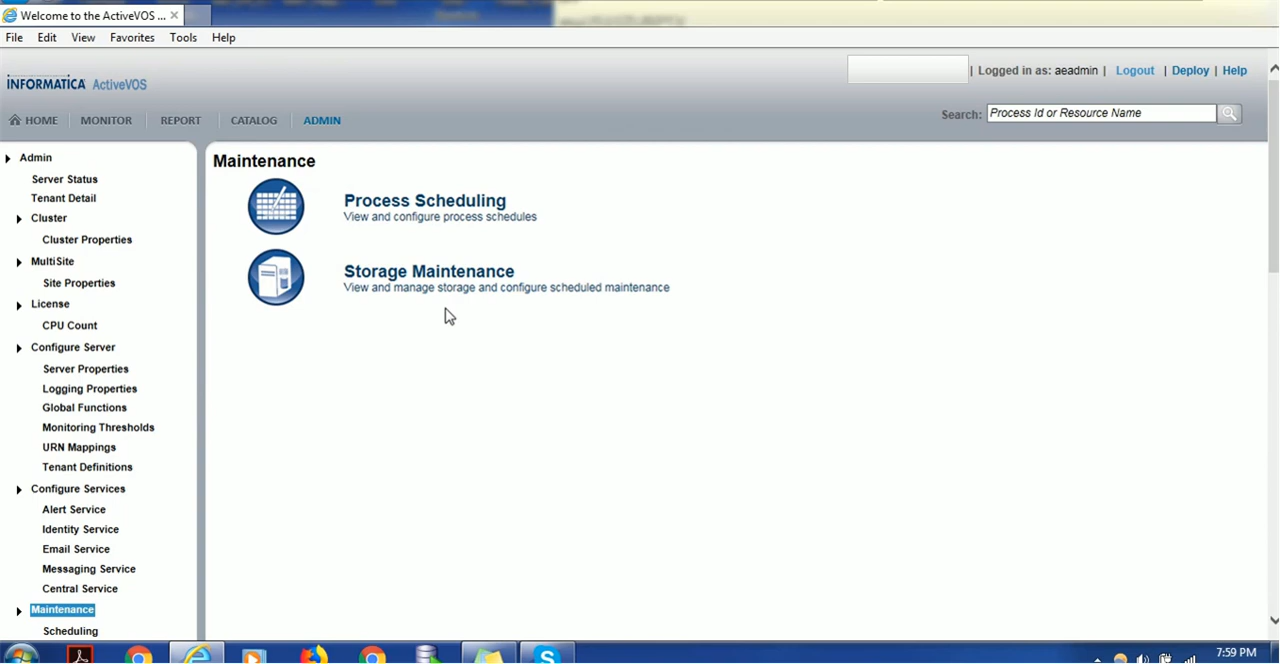 Welcome to the ActiveVOS ...
File Edit View Favorites Tools Help
INFORMATICA ActiveVOS
| Logged in as: aeadmin | Logout | Deploy | Help
HOME MONITOR REPORT CATALOG ADMIN
Search: Process Id or Resource Name
Admin
Server Status
Tenant Detail
Cluster
Cluster Properties
MultiSite
Site Properties
License
CPU Count
Configure Server
Server Properties
Logging Properties
Global Functions
Monitoring Thresholds
URN Mappings
Tenant Definitions
Configure Services
Alert Service
Identity Service
Email Service
Messaging Service
Central Service
Maintenance
Scheduling
Maintenance
Process Scheduling
View and configure process schedules
Storage Maintenance
View and manage storage and configure scheduled maintenance
7:59 PM